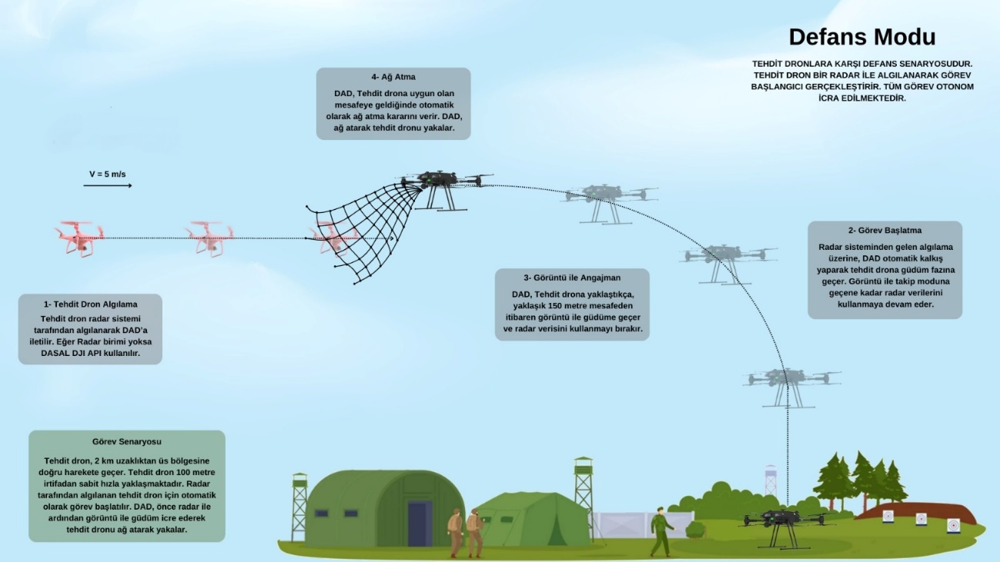 Defans Modu
TEHDİT DRONLARA KARŞI DEFANS SENARYOSUDUR.
TEHDİT DRON BİR RADAR İLE ALGILANARAK GÖREV
BAŞLANGICI GERÇEKLEŞTİRİR. TÜM GÖREV OTONOM
İCRA EDİLMEKTEDİR.
4- Ağ Atma
DAD, Tehdit drona uygun olan
mesafeye geldiğinde otomatik
olarak ağ atma kararını verir. DAD,
ağ atarak tehdit dronu yakalar.
V = 5 m/s
2- Görev Başlatma
Radar sisteminden gelen algılama
üzerine, DAD otomatik kalkış
yaparak tehdit drona güdüm fazına
geçer. Görüntü ile takip moduna
geçene kadar radar verilerini
kullanmaya devam eder.
3- Görüntü ile Angajman
DAD, Tehdit drona yaklaştıkça,
yaklaşık 150 metre mesafeden
itibaren görüntü ile güdüme geçer
ve radar verisini kullanmayı bırakır.
1- Tehdit Dron Algılama
Tehdit dron radar sistemi
tarafından algılanarak DAD'a
iletilir. Eğer Radar birimi yoksa
DASAL DJI API kullanılır.
Görev Senaryosu
Tehdit dron, 2 km uzaklıktan üs bölgesine
doğru harekete geçer. Tehdit dron 100 metre
irtifadan sabit hızla yaklaşmaktadır. Radar
tarafından algılanan tehdit dron için otomatik
olarak görev başlatılır. DAD, önce radar ile
ardından görüntü ile güdüm icre ederek
tehdit dronu ağ atarak yakalar.